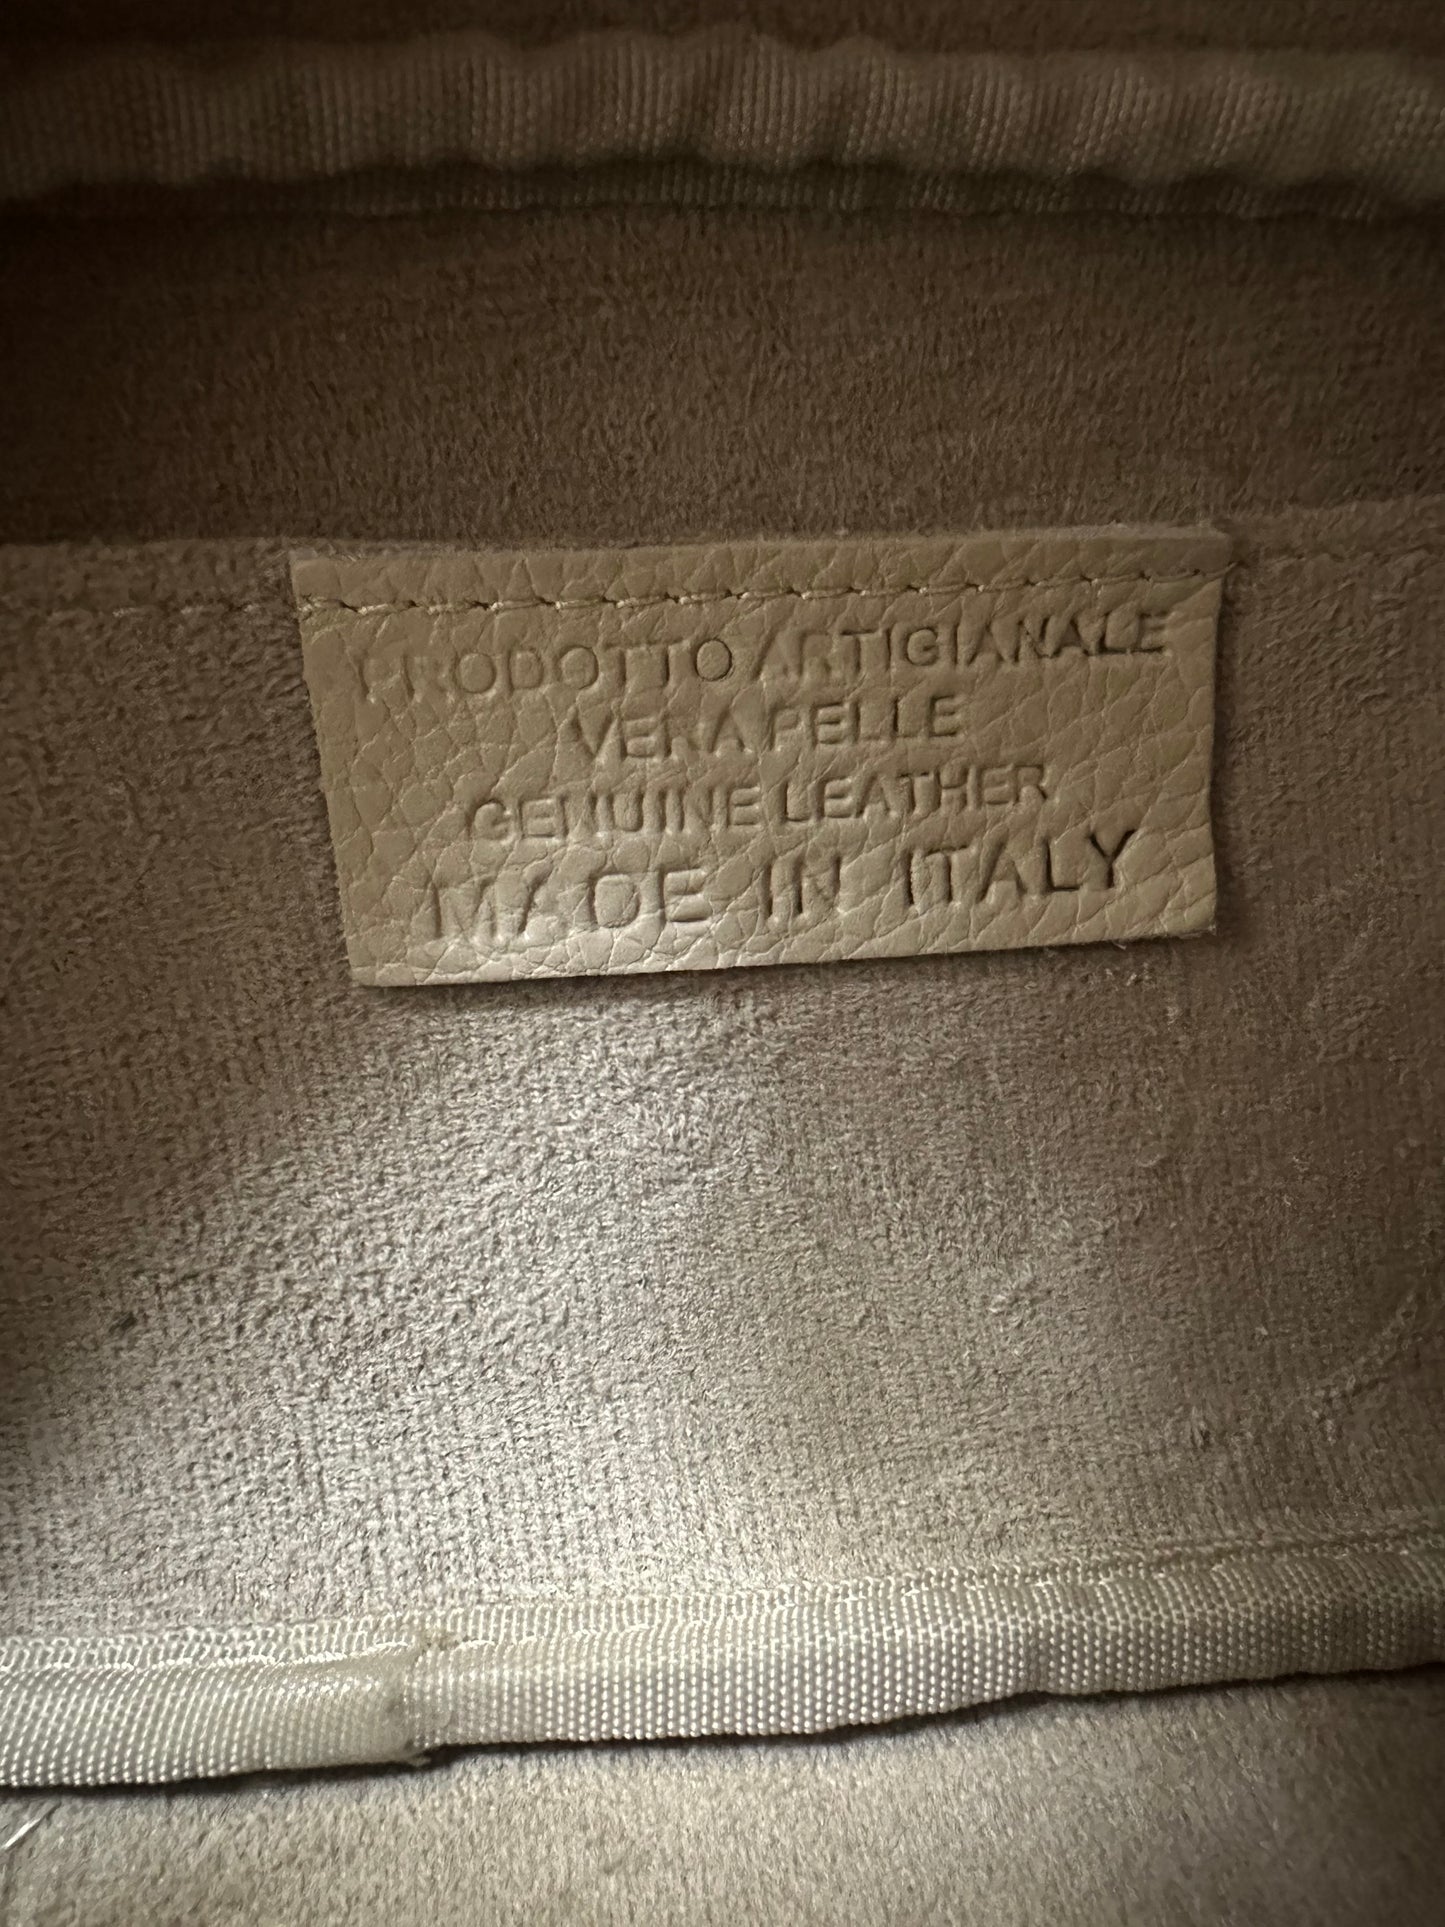 PRODOTTO ARTIGIANALE
VERA PELLE
GENUINE LEATHER
MADE IN ITALY